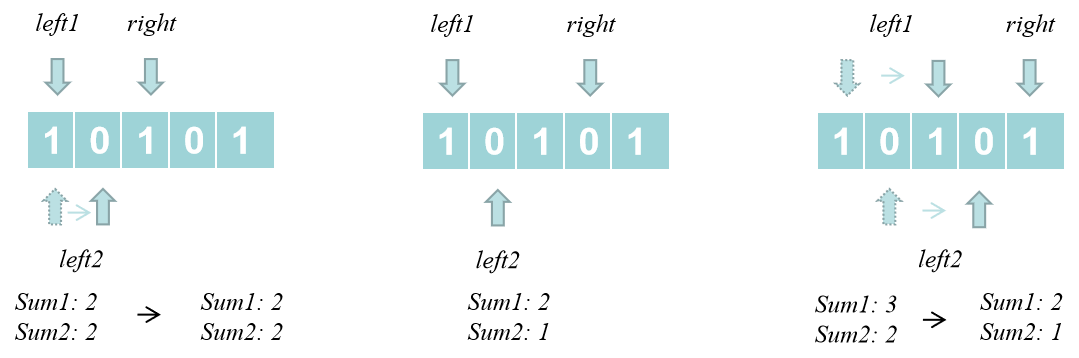 left1 right
1 0 1 0 1
left2
Sum1: 2 Sum1: 2
Sum2: 2 Sum2: 2
left1 right
1 0 1 0 1
left2
Sum1: 2
Sum2: 1
left1 right
1 0 1 0 1
left2
Sum1: 3 Sum1: 2
Sum2: 2 Sum2: 1